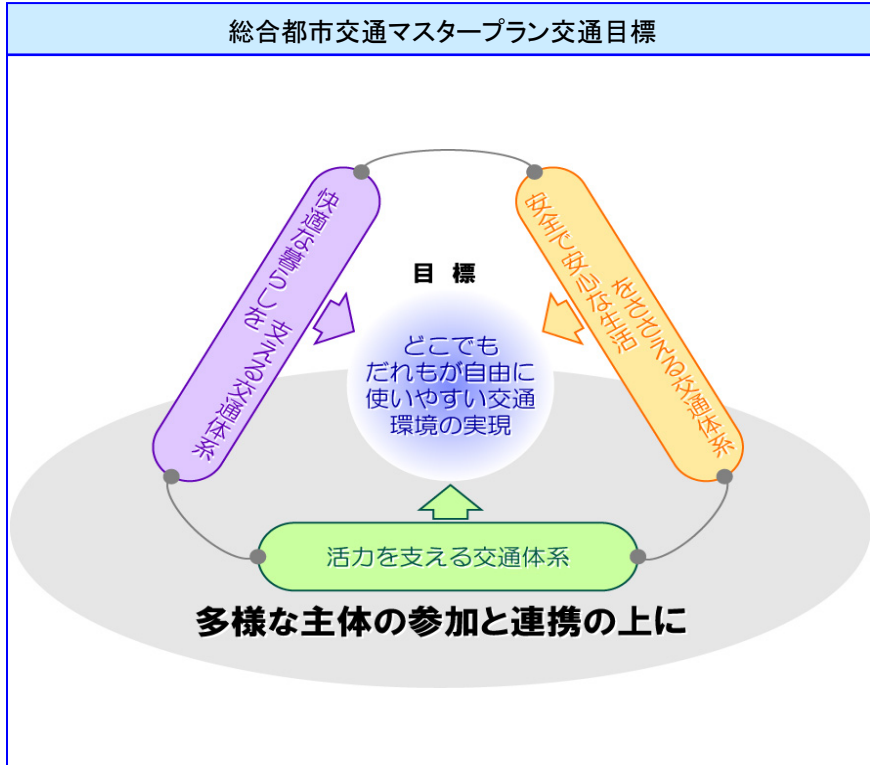 総合都市交通マスタープラン交通目標
快適な暮らしを
支える交通体系
安全で安心な生活
をささえる交通体系
目 標
どこでも
だれもが自由に
使いやすい交通
環境の実現
活力を支える交通体系
多様な主体の参加と連携の上に